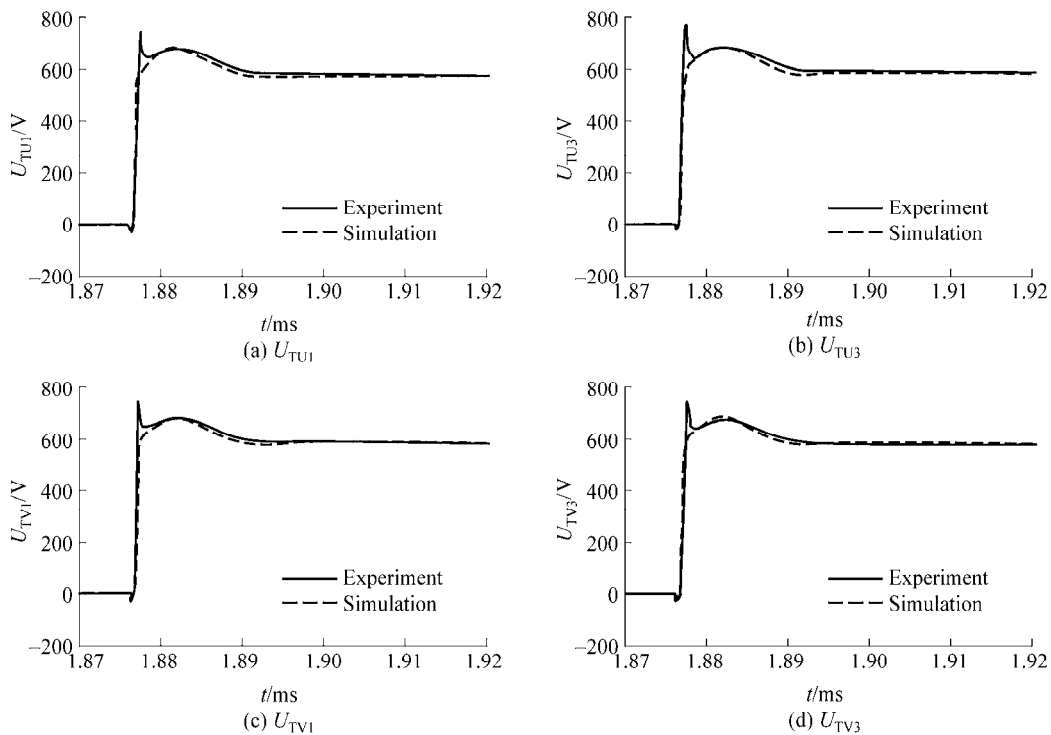 800
600
400
200
0
−200
U_TU1/V
Experiment
Simulation
1.87 1.88 1.89 1.90 1.91 1.92
t/ms
(a) U_TU1
800
600
400
200
0
−200
U_TU3/V
Experiment
Simulation
1.87 1.88 1.89 1.90 1.91 1.92
t/ms
(b) U_TU3
800
600
400
200
0
−200
U_TV1/V
Experiment
Simulation
1.87 1.88 1.89 1.90 1.91 1.92
t/ms
(c) U_TV1
800
600
400
200
0
−200
U_TV3/V
Experiment
Simulation
1.87 1.88 1.89 1.90 1.91 1.92
t/ms
(d) U_TV3